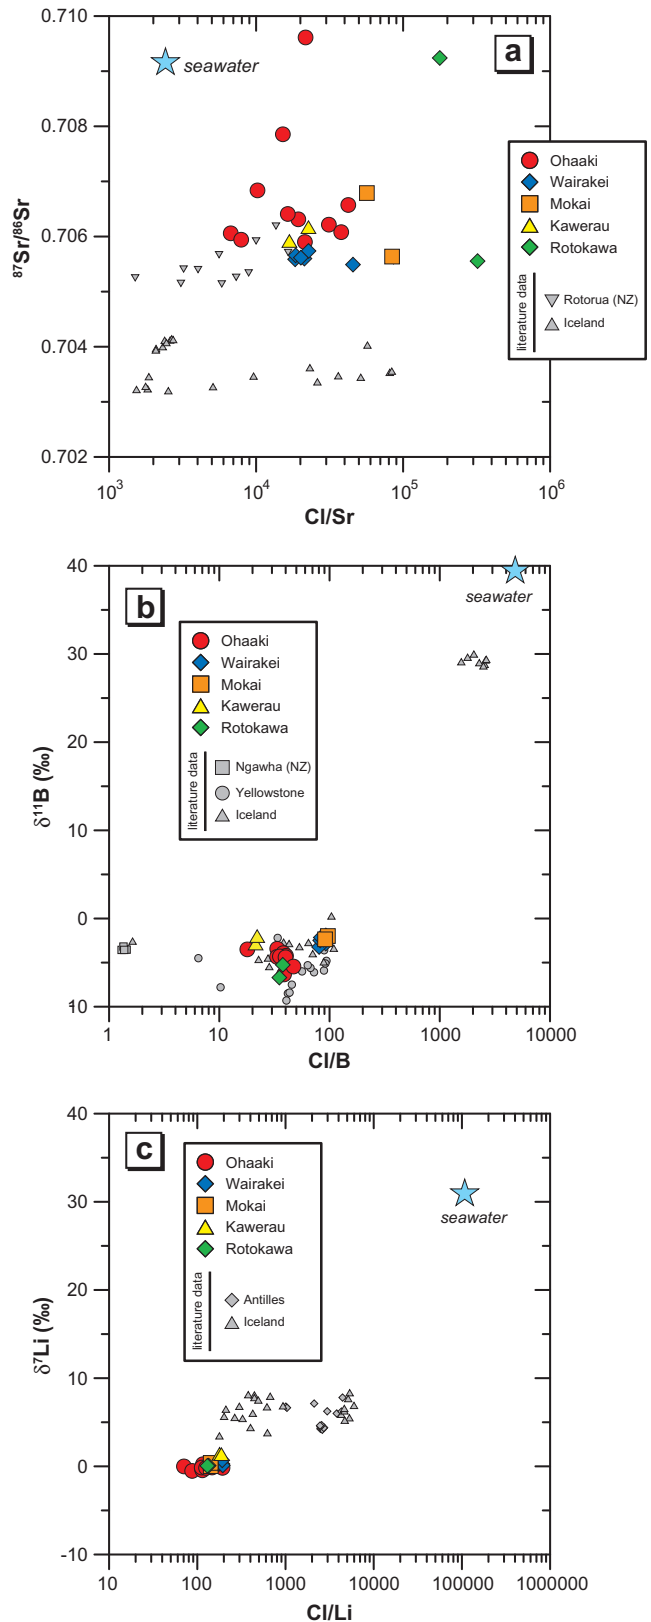 0.710
0.708
0.706
0.704
0.702
⁸⁷Sr/⁸⁶Sr
seawater
a
Ohaaki
Wairakei
Mokai
Kawerau
Rotokawa
literature data
Rotorua (NZ)
Iceland
10³
10⁴
10⁵
10⁶
Cl/Sr
40
30
20
10
0
10
δ¹¹B (‰)
b
seawater
Ohaaki
Wairakei
Mokai
Kawerau
Rotokawa
literature data
Ngawha (NZ)
Yellowstone
Iceland
1
10
100
1000
10000
Cl/B
40
30
20
10
0
-10
δ⁷Li (‰)
c
seawater
Ohaaki
Wairakei
Mokai
Kawerau
Rotokawa
literature data
Antilles
Iceland
10
100
1000
10000
100000
1000000
Cl/Li